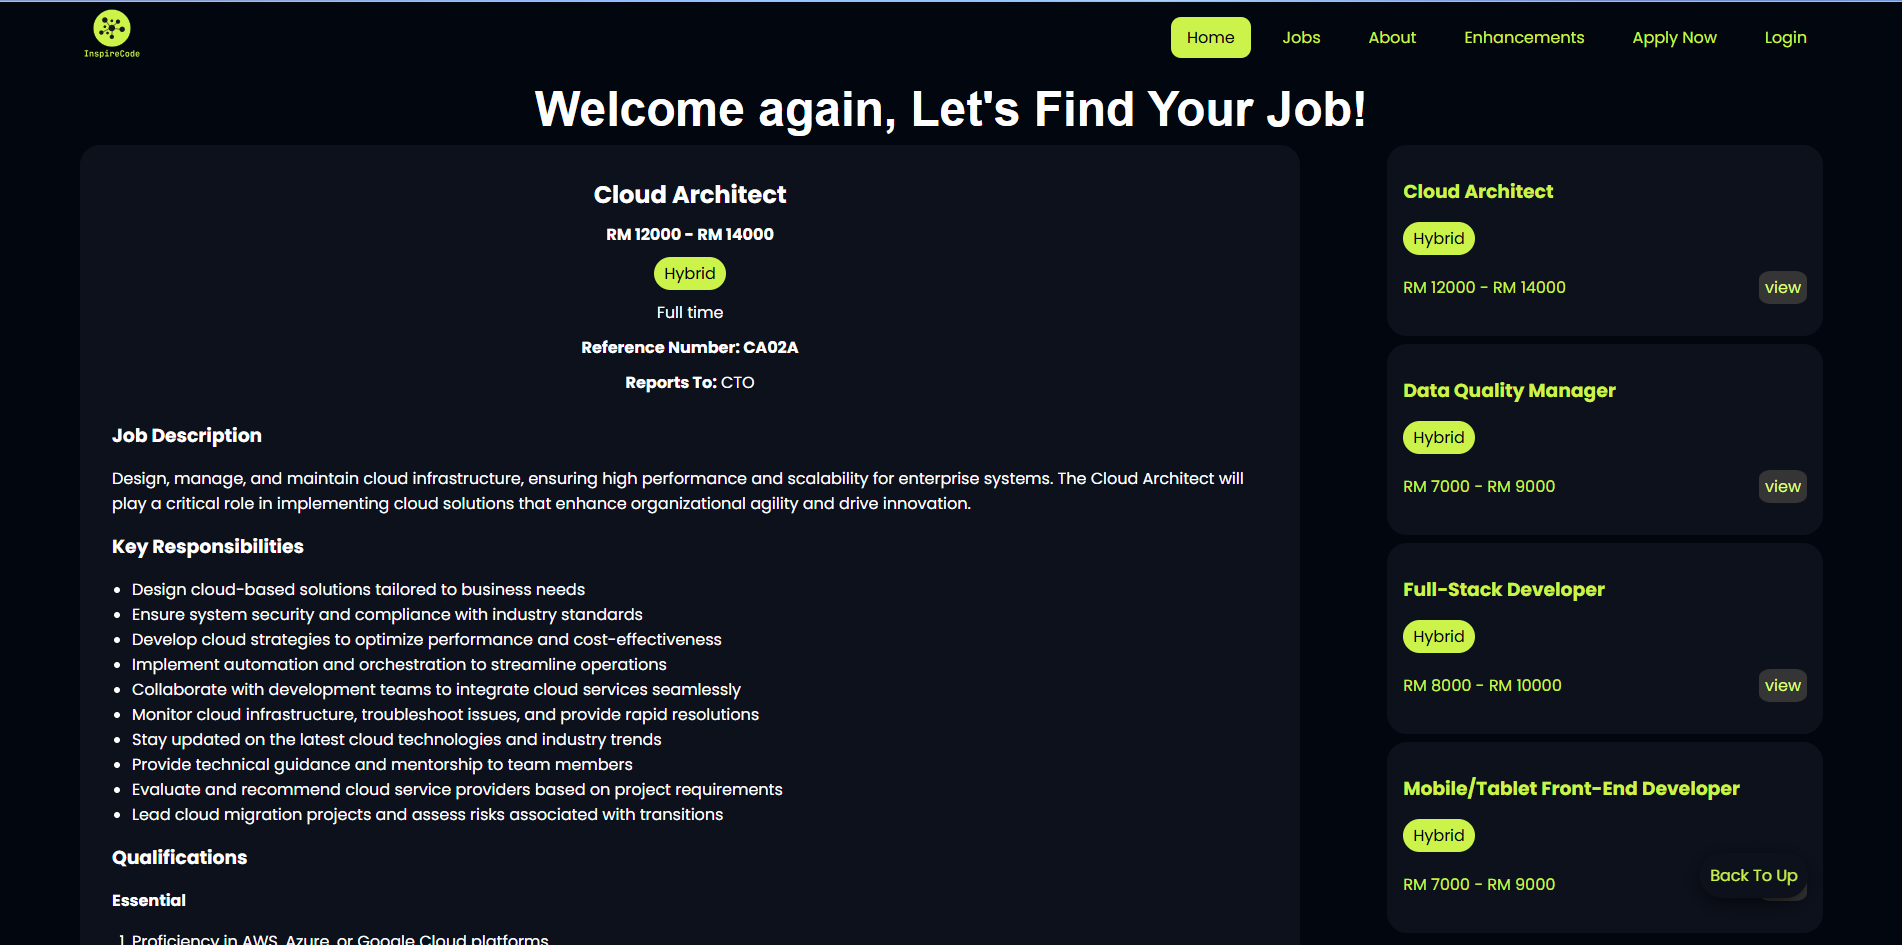 InspireCode
Home
Jobs
About
Enhancements
Apply Now
Login
Welcome again, Let's Find Your Job!
Cloud Architect
RM 12000 - RM 14000
Hybrid
Full time
Reference Number: CA02A
Reports To: CTO
Job Description
Design, manage, and maintain cloud infrastructure, ensuring high performance and scalability for enterprise systems. The Cloud Architect will
play a critical role in implementing cloud solutions that enhance organizational agility and drive innovation.
Key Responsibilities
• Design cloud-based solutions tailored to business needs
• Ensure system security and compliance with industry standards
• Develop cloud strategies to optimize performance and cost-effectiveness
• Implement automation and orchestration to streamline operations
• Collaborate with development teams to integrate cloud services seamlessly
• Monitor cloud infrastructure, troubleshoot issues, and provide rapid resolutions
• Stay updated on the latest cloud technologies and industry trends
• Provide technical guidance and mentorship to team members
• Evaluate and recommend cloud service providers based on project requirements
• Lead cloud migration projects and assess risks associated with transitions
Qualifications
Essential
1. Proficiency in AWS, Azure, or Google Cloud platforms
Cloud Architect
Hybrid
RM 12000 - RM 14000
view
Data Quality Manager
Hybrid
RM 7000 - RM 9000
view
Full-Stack Developer
Hybrid
RM 8000 - RM 10000
view
Mobile/Tablet Front-End Developer
Hybrid
RM 7000 - RM 9000
Back To Up